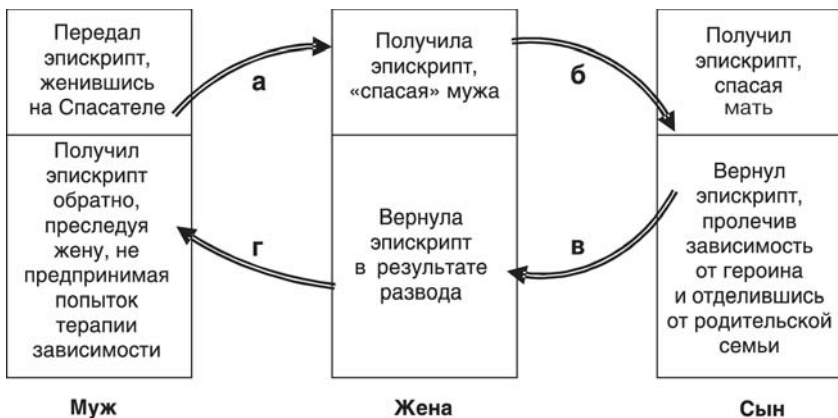 Передал
эпискрипт,
женившись
на Спасателе
а
Получила
эпискрипт,
«спасая» мужа
б
Получил
эпискрипт,
спасая
мать
Получил
эпискрипт
обратно,
преследуя
жену, не
предпринимая
попыток
терапии
зависимости
г
Вернула
эпискрипт
в результате
развода
в
Вернул
эпискрипт,
пролечив
зависимость
от героина
и отделившись
от родительской
семьи
Муж
Жена
Сын